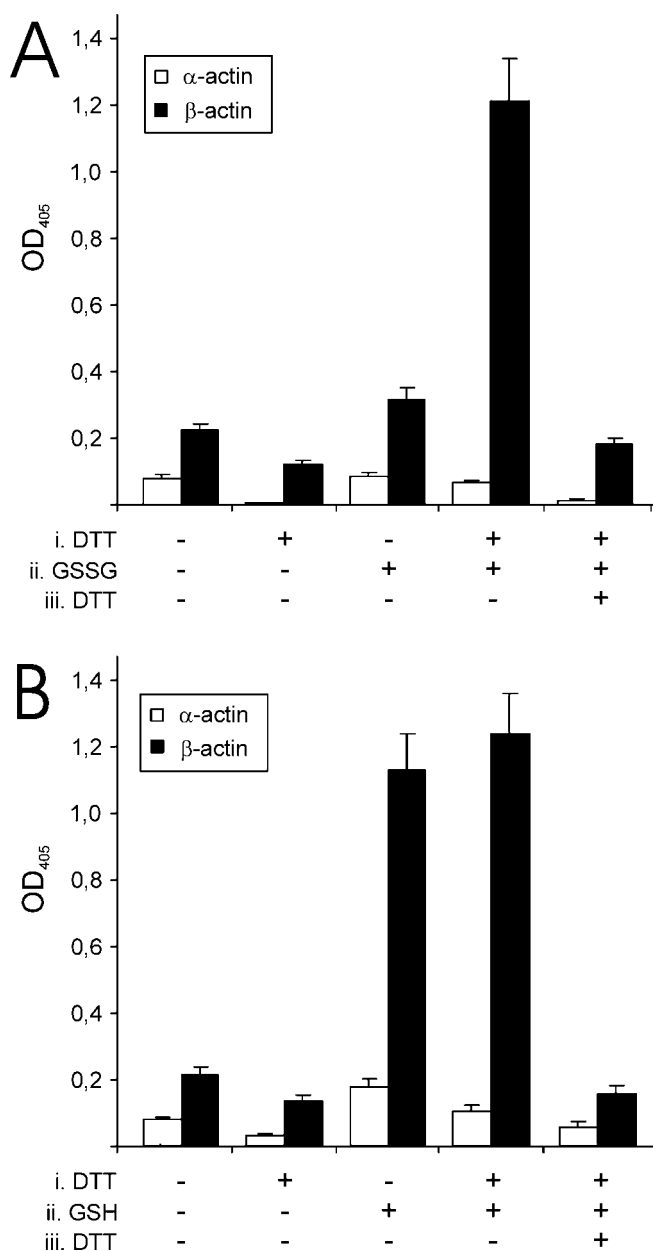 A
1,4
1,2
1,0
0,8
0,6
0,4
0,2
OD405
α-actin
β-actin
i. DTT - + - + +
ii. GSSG - - + + +
iii. DTT - - - - +
B
1,4
1,2
1,0
0,8
0,6
0,4
0,2
OD405
α-actin
β-actin
i. DTT - + - + +
ii. GSH - - + + +
iii. DTT - - - - +